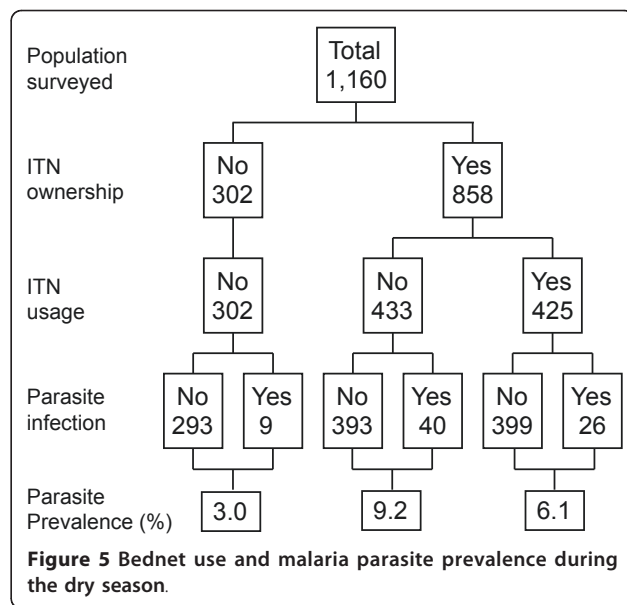 Population
surveyed
Total
1,160
ITN
ownership
No
302
Yes
858
ITN
usage
No
302
No
433
Yes
425
Parasite
infection
No
293
Yes
9
No
393
Yes
40
No
399
Yes
26
Parasite
Prevalence (%)
3.0
9.2
6.1
Figure 5 Bednet use and malaria parasite prevalence during
the dry season.